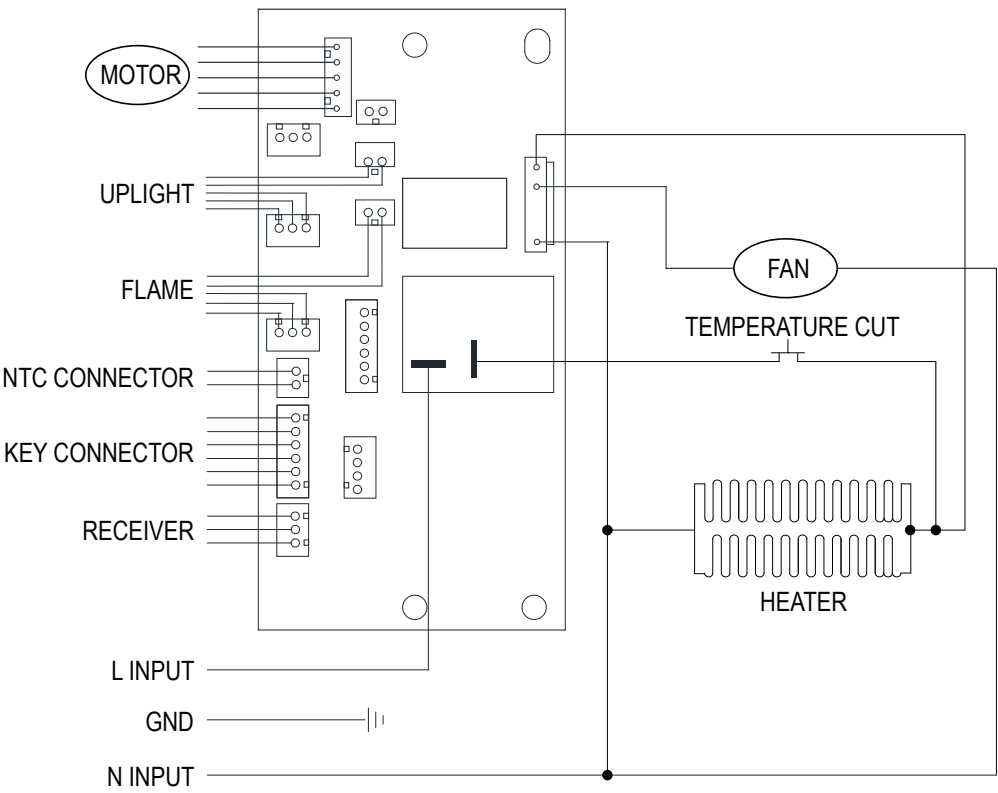 MOTOR
UPLIGHT
FAN
FLAME
TEMPERATURE CUT
NTC CONNECTOR
KEY CONNECTOR
RECEIVER
HEATER
L INPUT
GND
N INPUT